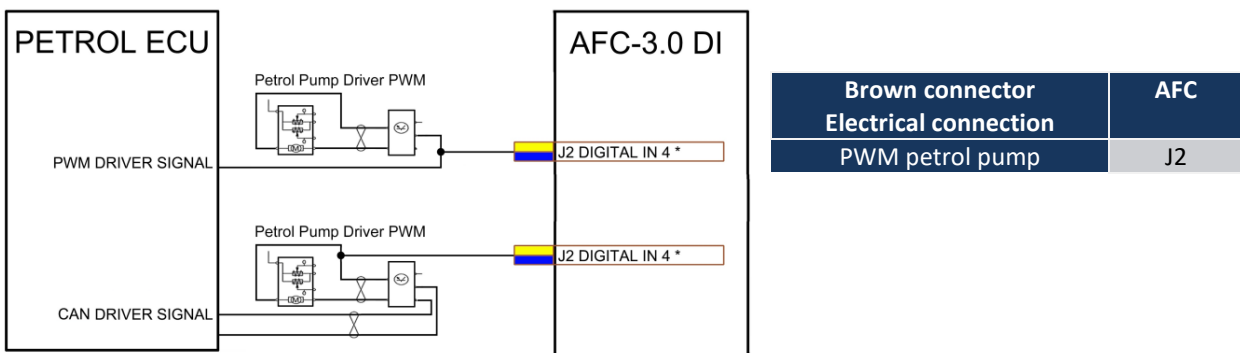 PETROL ECU
AFC-3.0 DI
Petrol Pump Driver PWM
J2 DIGITAL IN 4 *
PWM DRIVER SIGNAL
Petrol Pump Driver PWM
J2 DIGITAL IN 4 *
CAN DRIVER SIGNAL
Brown connector AFC
Electrical connection
PWM petrol pump J2